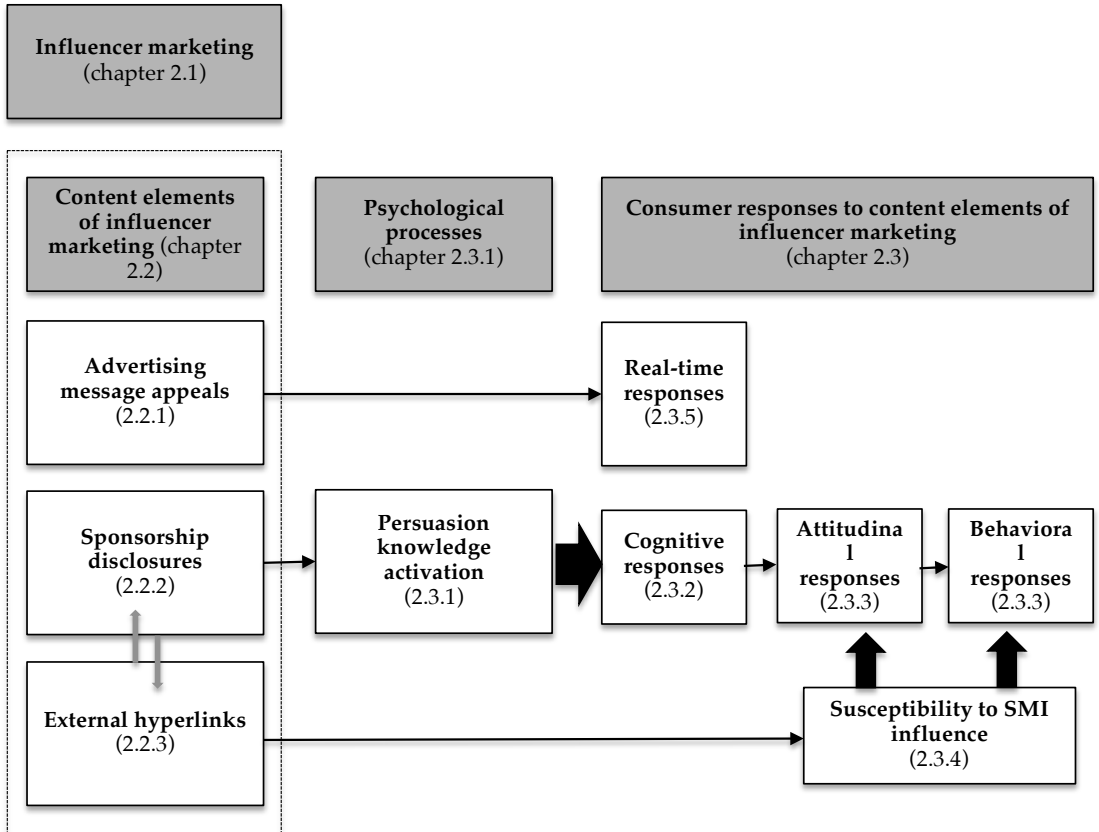 Influencer marketing
(chapter 2.1)
Content elements
of influencer
marketing (chapter
2.2)
Psychological
processes
(chapter 2.3.1)
Consumer responses to content elements of
influencer marketing
(chapter 2.3)
Advertising
message appeals
(2.2.1)
Real-time
responses
(2.3.5)
Sponsorship
disclosures
(2.2.2)
Persuasion
knowledge
activation
(2.3.1)
Cognitive
responses
(2.3.2)
Attitudina
l
responses
(2.3.3)
Behaviora
l
responses
(2.3.3)
External hyperlinks
(2.2.3)
Susceptibility to SMI
influence
(2.3.4)